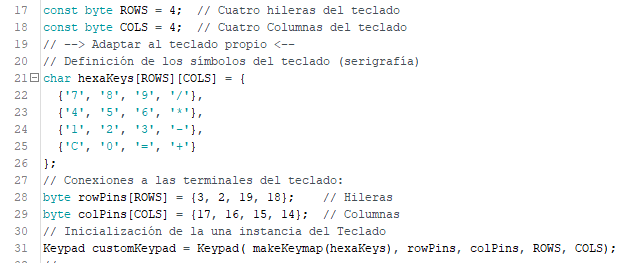 17 const byte ROWS = 4;  // Cuatro hileras del teclado
18 const byte COLS = 4;  // Cuatro Columnas del teclado
19 // --> Adaptar al teclado propio <--
20 // Definición de los símbolos del teclado (serigrafía)
21 char hexaKeys[ROWS][COLS] = {
22   {'7', '8', '9', '/'},
23   {'4', '5', '6', '*'},
24   {'1', '2', '3', '-'},
25   {'C', '0', '=', '+'}
26 };
27 // Conexiones a las terminales del teclado:
28 byte rowPins[ROWS] = {3, 2, 19, 18};    // Hileras
29 byte colPins[COLS] = {17, 16, 15, 14};  // Columnas
30 // Inicialización de la una instancia del Teclado
31 Keypad customKeypad = Keypad( makeKeymap(hexaKeys), rowPins, colPins, ROWS, COLS);